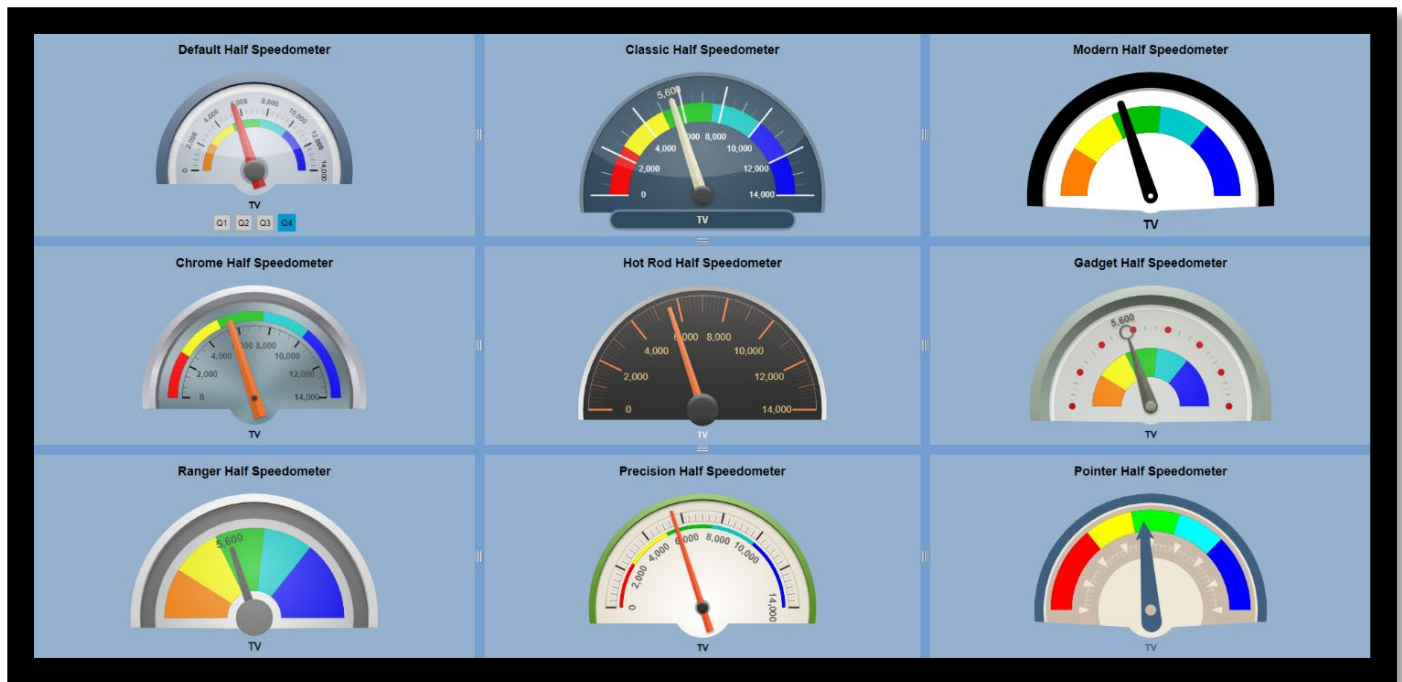 Default Half Speedometer
0
2,000
4,000
8,000
10,000
12,000
14,000
TV
Q1 Q2 Q3 Q4
Classic Half Speedometer
5,600
0
2,000
4,000
8,000
10,000
12,000
14,000
TV
Modern Half Speedometer
TV
Chrome Half Speedometer
0
2,000
4,000
8,000
10,000
12,000
14,000
TV
Hot Rod Half Speedometer
0
2,000
4,000
8,000
10,000
12,000
14,000
TV
Gadget Half Speedometer
5,600
TV
Ranger Half Speedometer
5,600
TV
Precision Half Speedometer
0
2,000
4,000
6,000
8,000
10,000
14,000
TV
Pointer Half Speedometer
TV